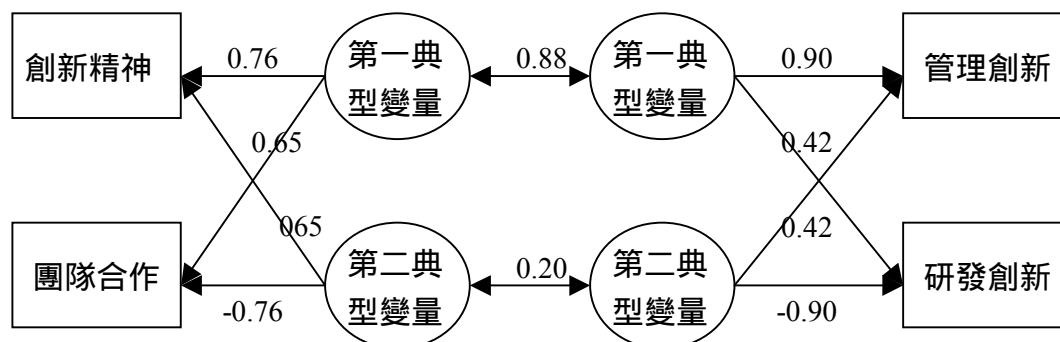 創新精神
0.76
第一典
型變量
0.88
第一典
型變量
0.90
管理創新
0.65
0.42
065
0.42
團隊合作
-0.76
第二典
型變量
0.20
第二典
型變量
-0.90
研發創新